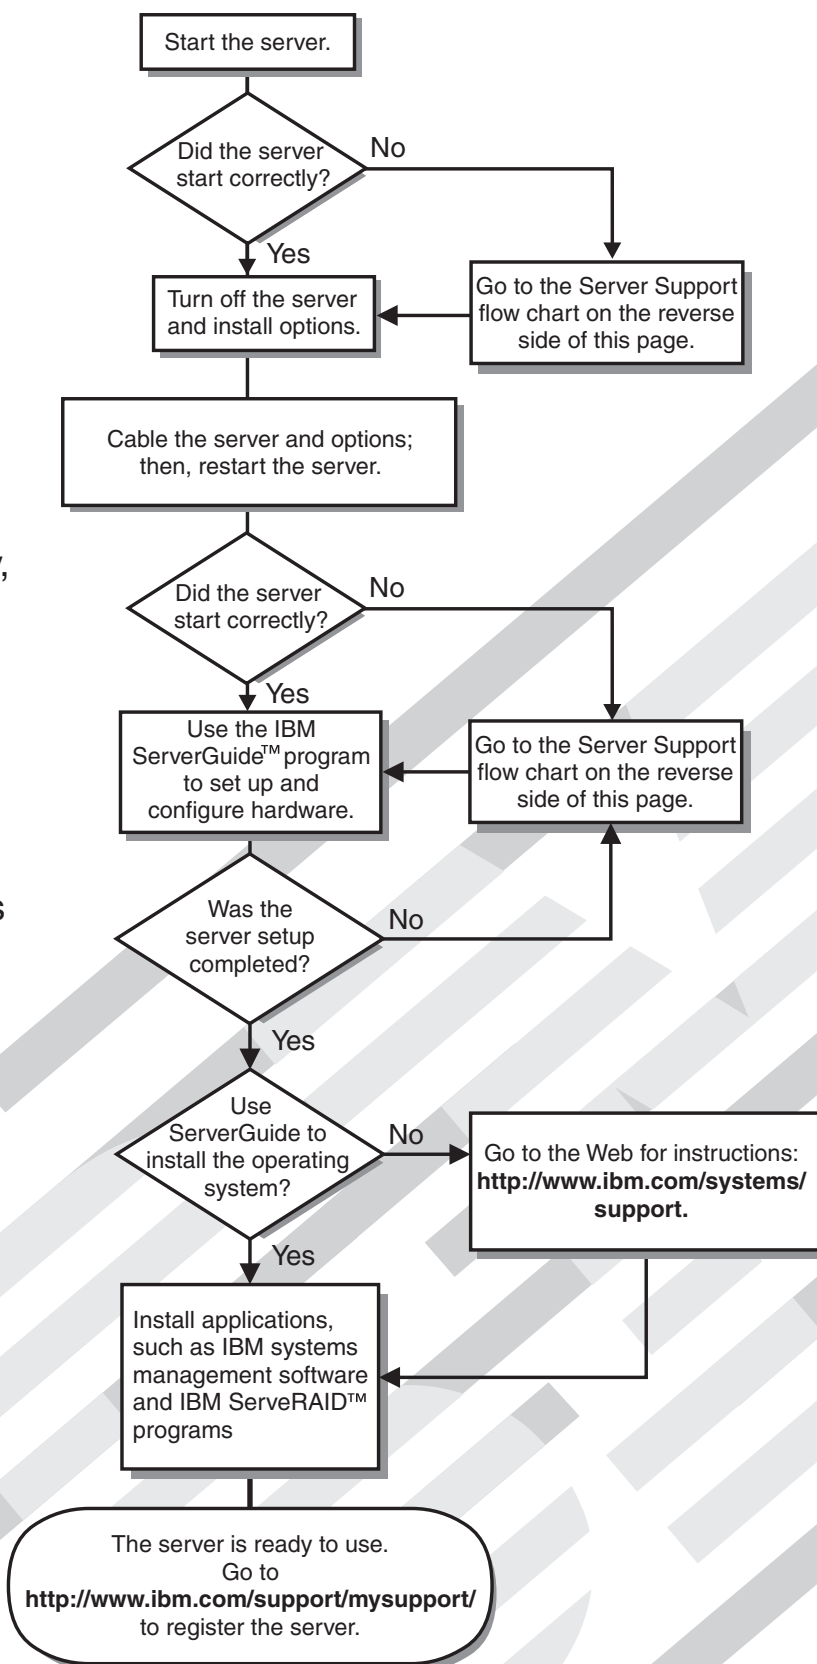 Start the server.
Did the server
start correctly?
No
Yes
Turn off the server
and install options.
Go to the Server Support
flow chart on the reverse
side of this page.
Cable the server and options;
then, restart the server.
Did the server
start correctly?
No
Yes
Use the IBM
ServerGuide™ program
to set up and
configure hardware.
Go to the Server Support
flow chart on the reverse
side of this page.
Was the
server setup
completed?
No
Yes
Use
ServerGuide to
install the operating
system?
No
Go to the Web for instructions:
http://www.ibm.com/systems/
support.
Yes
Install applications,
such as IBM systems
management software
and IBM ServeRAID™
programs
The server is ready to use.
Go to
http://www.ibm.com/support/mysupport/
to register the server.